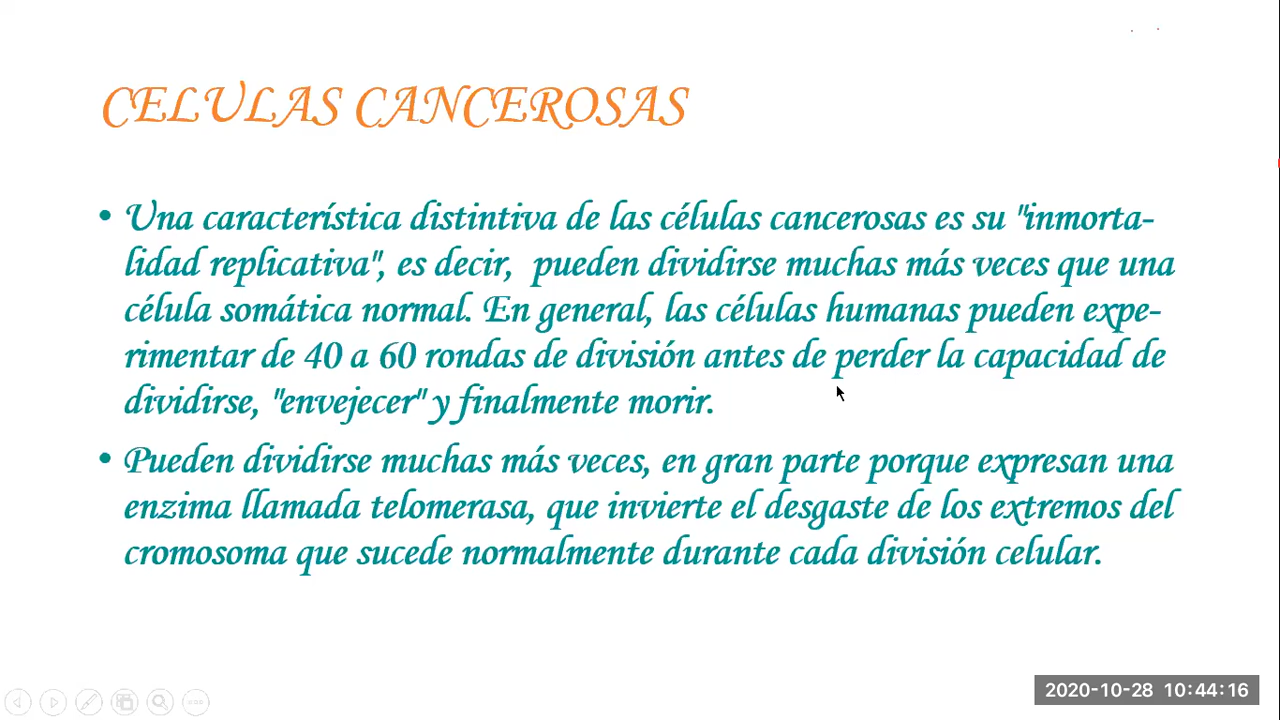 CELULAS CANCEROSAS
• Una característica distintiva de las células cancerosas es su "inmorta-
lidad replicativa", es decir, pueden dividirse muchas más veces que una
célula somática normal. En general, las células humanas pueden expe-
rimentar de 40 a 60 rondas de división antes de perder la capacidad de
dividirse, "envejecer" y finalmente morir.
• Pueden dividirse muchas más veces, en gran parte porque expresan una
enzima llamada telomerasa, que invierte el desgaste de los extremos del
cromosoma que sucede normalmente durante cada división celular.
2020-10-28 10:44:16